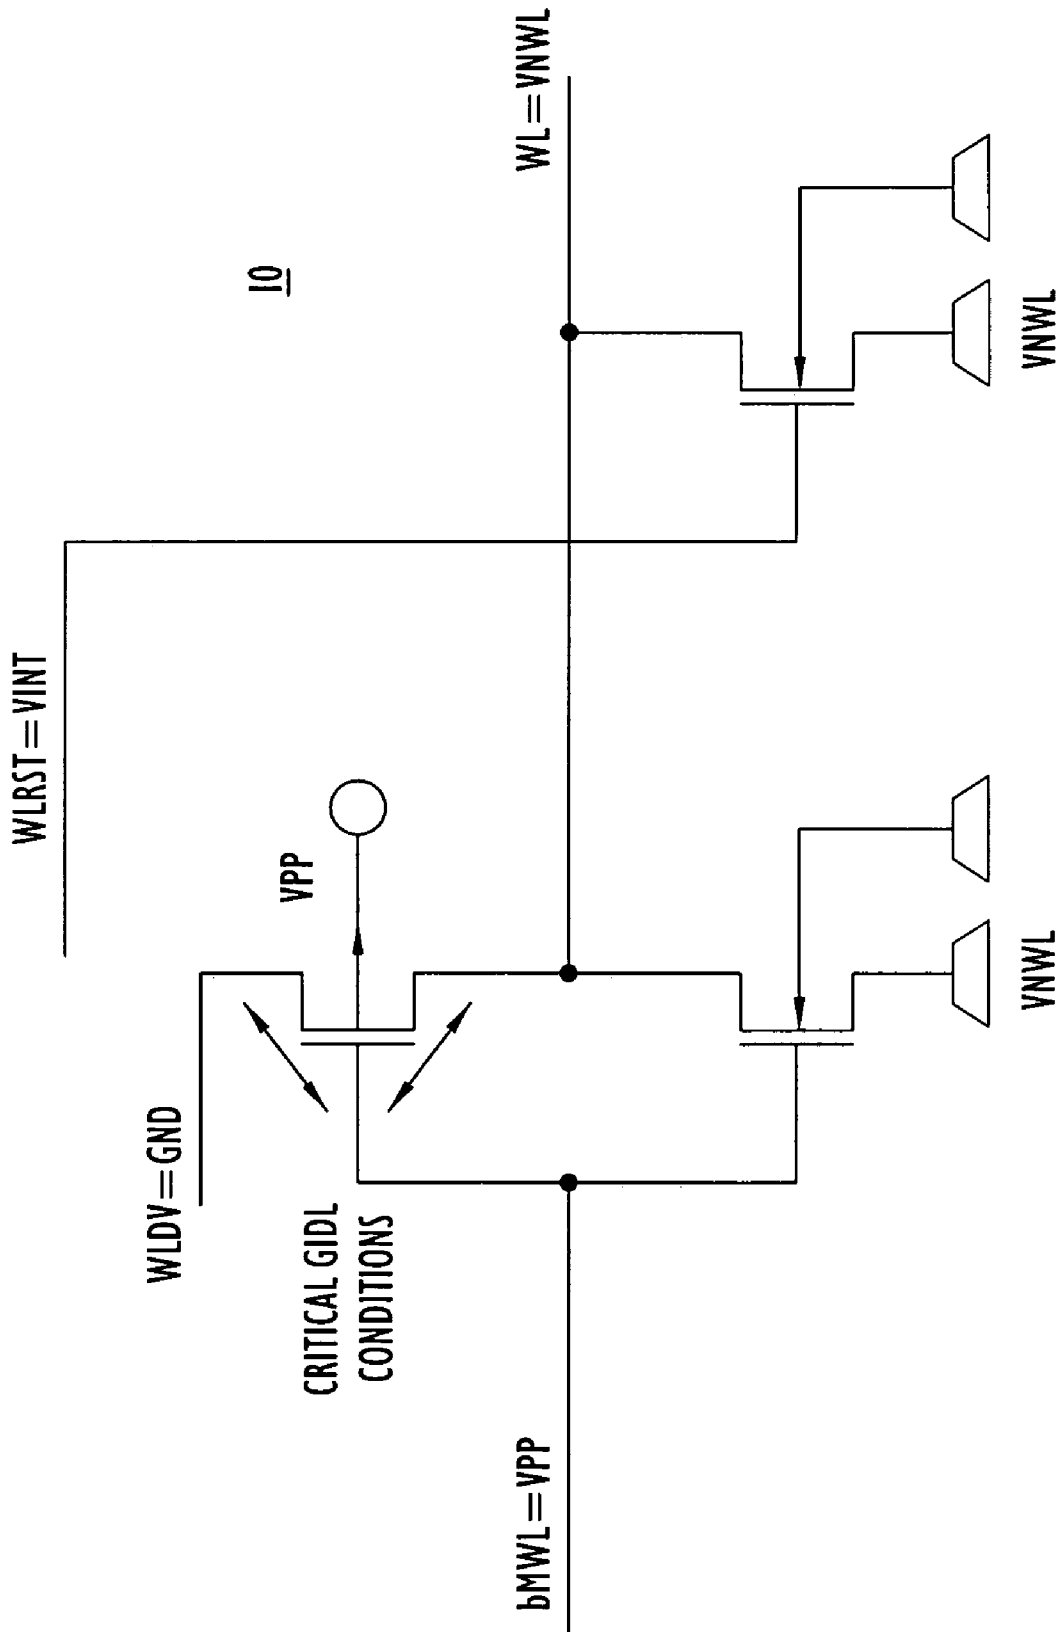 WLRST=VINT
WL=VNWL
10
WLDV=GND
VPP
CRITICAL GIDL
CONDITIONS
bMWL=VPP
VNWL
VNWL